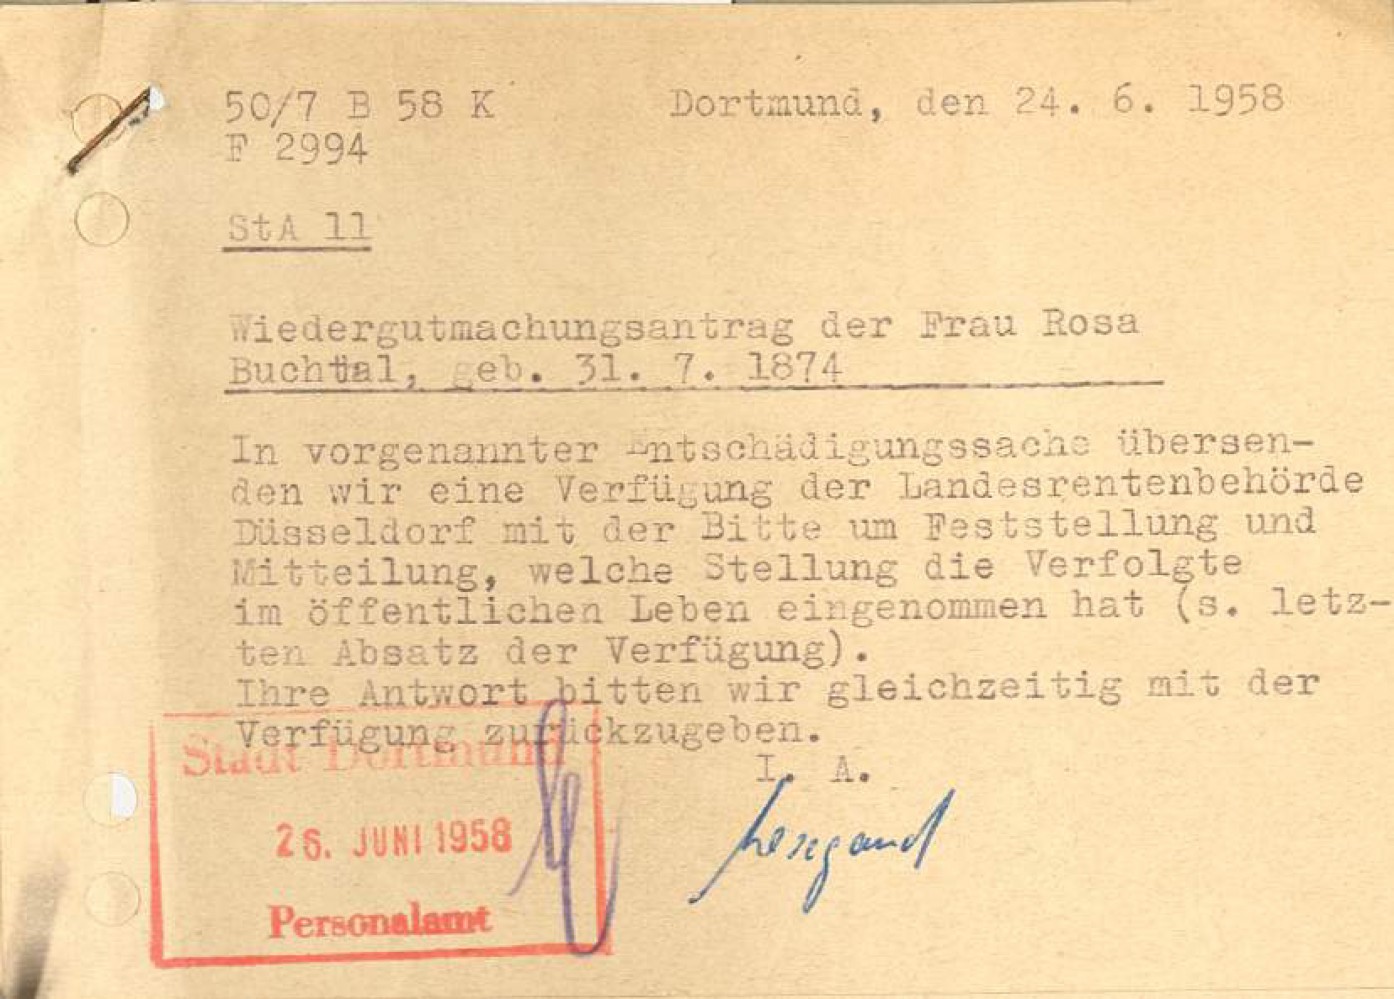 50/7 B 58 K Dortmund, den 24. 6. 1958
F 2994
StA 11
Wiedergutmachungsantrag der Frau Rosa
Buchthal, geb. 31. 7. 1874
In vorgenannter Entschädigungssache übersen-
den wir eine Verfügung der Landesrentenbehörde
Düsseldorf mit der Bitte um Feststellung und
Mitteilung, welche Stellung die Verfolgte
im öffentlichen Leben eingenommen hat (s. letz-
ten Absatz der Verfügung).
Ihre Antwort bitten wir gleichzeitig mit der
Verfügung zurückzugeben.
I. A.
Stadt Dortmund
26. JUNI 1958
Personalamt